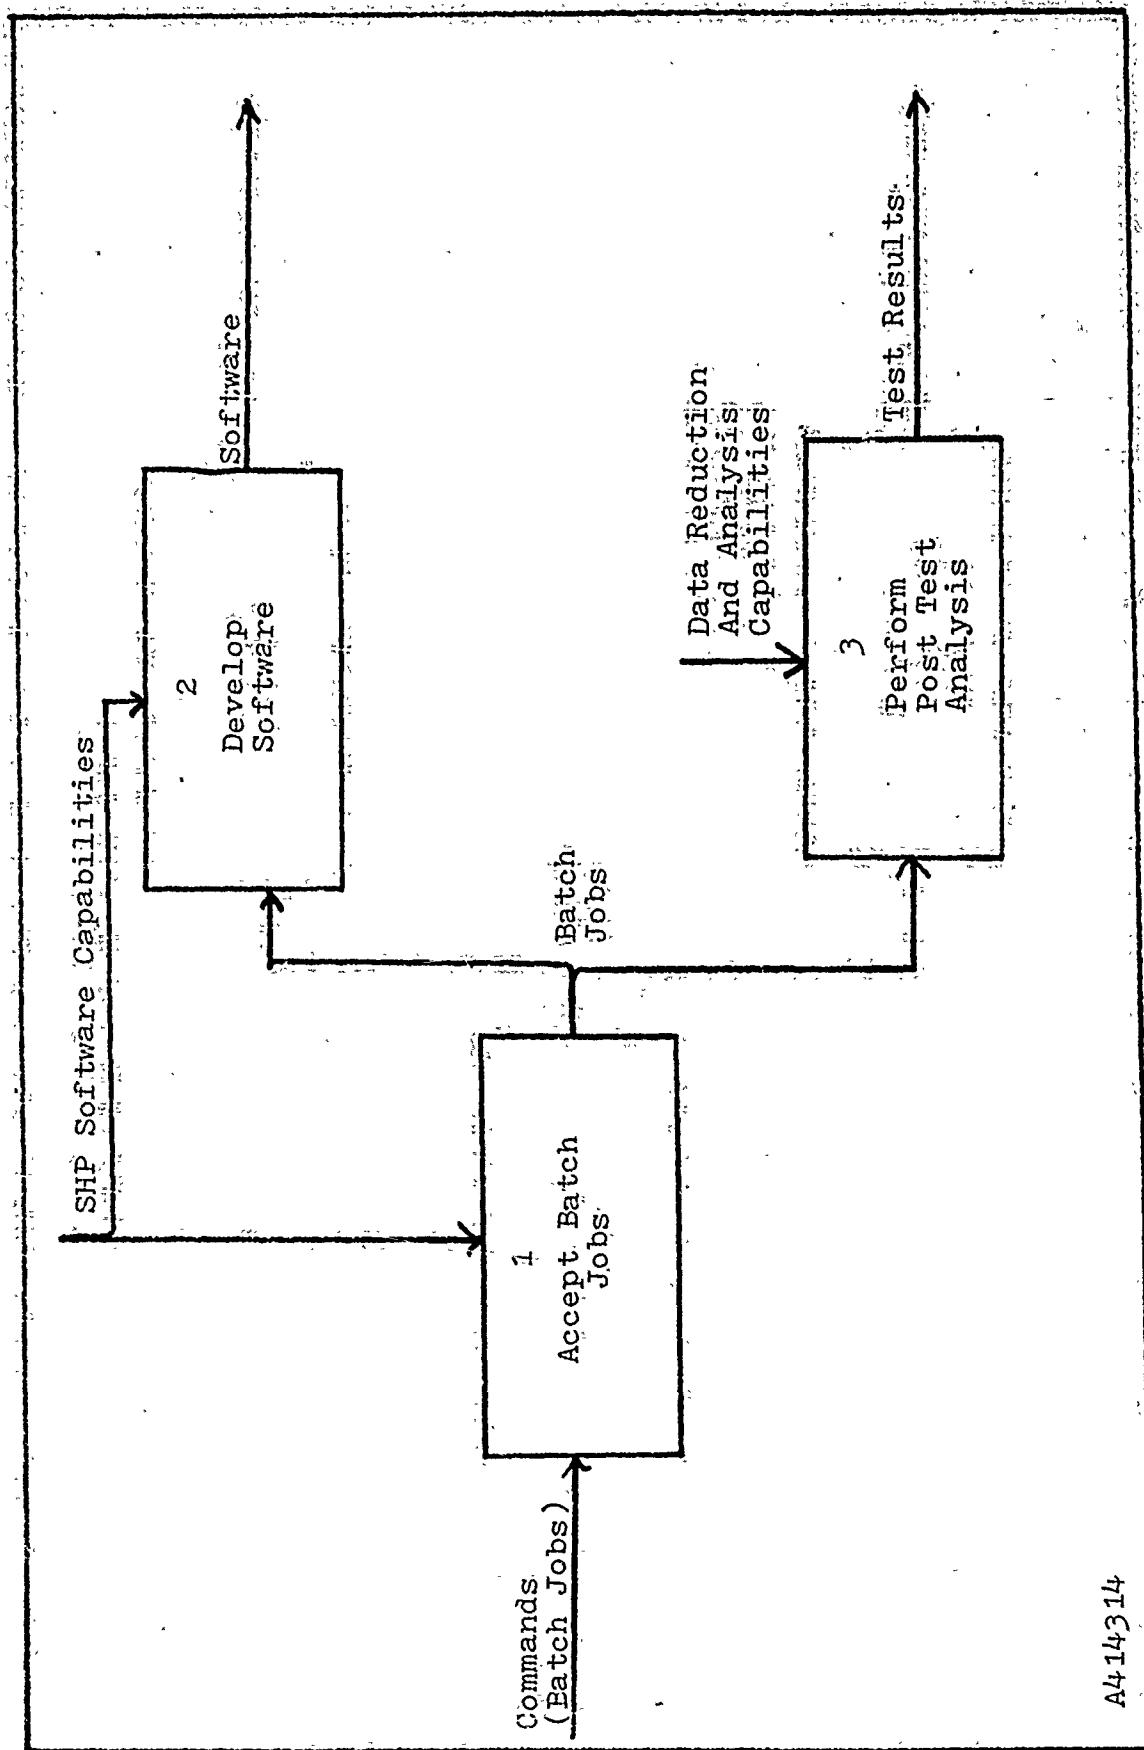 SHP Software Capabilities
2
Develop
Software
Software
Commands
(Batch Jobs)
1
Accept Batch
Jobs
Batch
Jobs
Data Reduction
And Analysis
Capabilities
3
Perform
Post Test
Analysis
Test Results
A414314